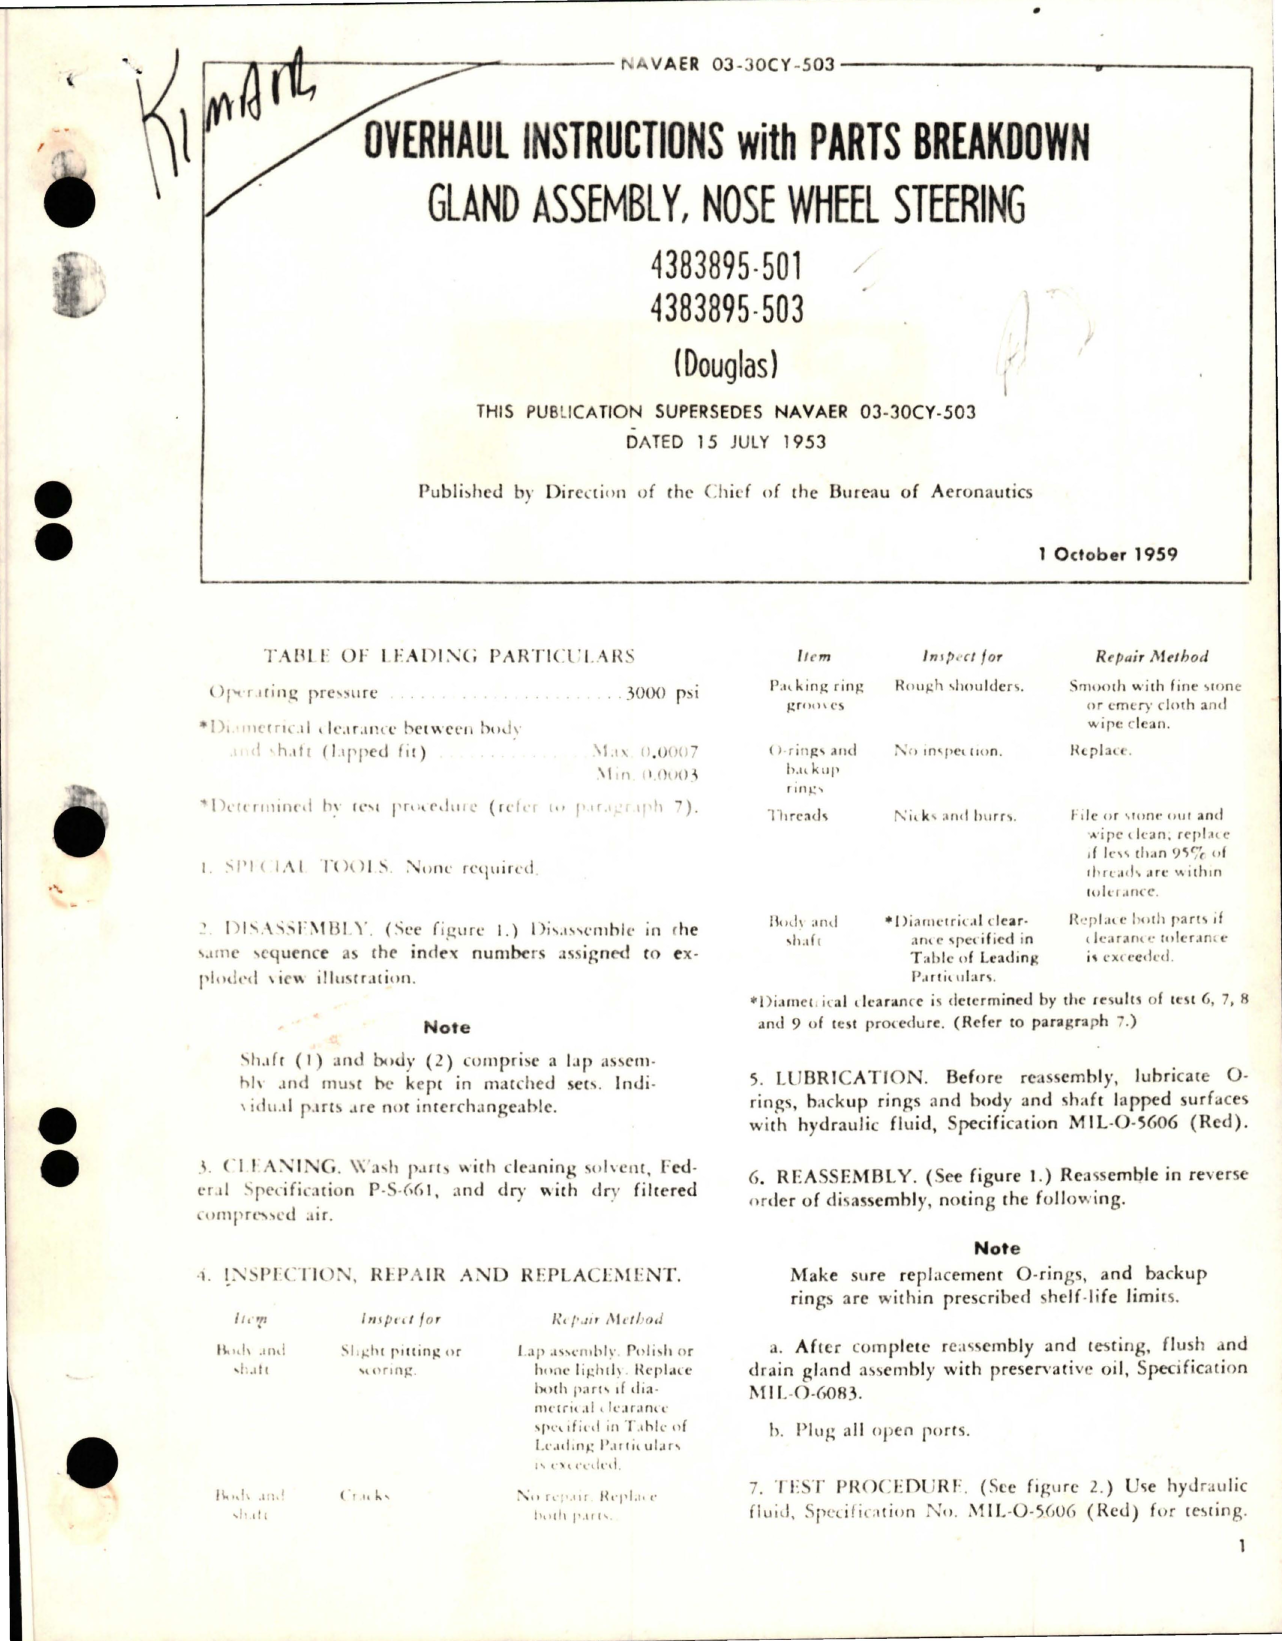 NAVAER 03-30CY-503
OVERHAUL INSTRUCTIONS with PARTS BREAKDOWN
GLAND ASSEMBLY, NOSE WHEEL STEERING
4383895-501
4383895-503
(Douglas)
THIS PUBLICATION SUPERSEDES NAVAER 03-30CY-503
DATED 15 JULY 1953
Published by Direction of the Chief of the Bureau of Aeronautics
1 October 1959
TABLE OF LEADING PARTICULARS
Operating pressure ........................ 3000 psi
*Diametrical clearance between body
and shaft (lapped fit) ............... Max. 0.0007
Min. 0.0003
*Determined by test procedure (refer to paragraph 7).
1. SPECIAL TOOLS. None required.
2. DISASSEMBLY. (See figure 1.) Disassemble in the
same sequence as the index numbers assigned to ex-
ploded view illustration.
Note
Shaft (1) and body (2) comprise a lap assem-
bly and must be kept in matched sets. Indi-
vidual parts are not interchangeable.
3. CLEANING. Wash parts with cleaning solvent, Fed-
eral Specification P-S-661, and dry with dry filtered
compressed air.
4. INSPECTION, REPAIR AND REPLACEMENT.
Item Inspect for Repair Method
Body and Slight pitting or Lap assembly. Polish or
shaft scoring. hone lightly. Replace
both parts if dia-
metrical clearance
specified in Table of
Leading Particulars
is exceeded.
Body and Cracks No repair. Replace
shaft both parts.
Item Inspect for Repair Method
Packing ring Rough shoulders. Smooth with fine stone
grooves or emery cloth and
wipe clean.
O-rings and No inspection. Replace.
backup
rings
Threads Nicks and burrs. File or stone out and
wipe clean; replace
if less than 95% of
threads are within
tolerance.
Body and *Diametrical clear- Replace both parts if
shaft ance specified in clearance tolerance
Table of Leading is exceeded.
Particulars.
*Diametrical clearance is determined by the results of test 6, 7, 8
and 9 of test procedure. (Refer to paragraph 7.)
5. LUBRICATION. Before reassembly, lubricate O-
rings, backup rings and body and shaft lapped surfaces
with hydraulic fluid, Specification MIL-O-5606 (Red).
6. REASSEMBLY. (See figure 1.) Reassemble in reverse
order of disassembly, noting the following.
Note
Make sure replacement O-rings, and backup
rings are within prescribed shelf-life limits.
a. After complete reassembly and testing, flush and
drain gland assembly with preservative oil, Specification
MIL-O-6083.
b. Plug all open ports.
7. TEST PROCEDURE. (See figure 2.) Use hydraulic
fluid, Specification No. MIL-O-5606 (Red) for testing.
1